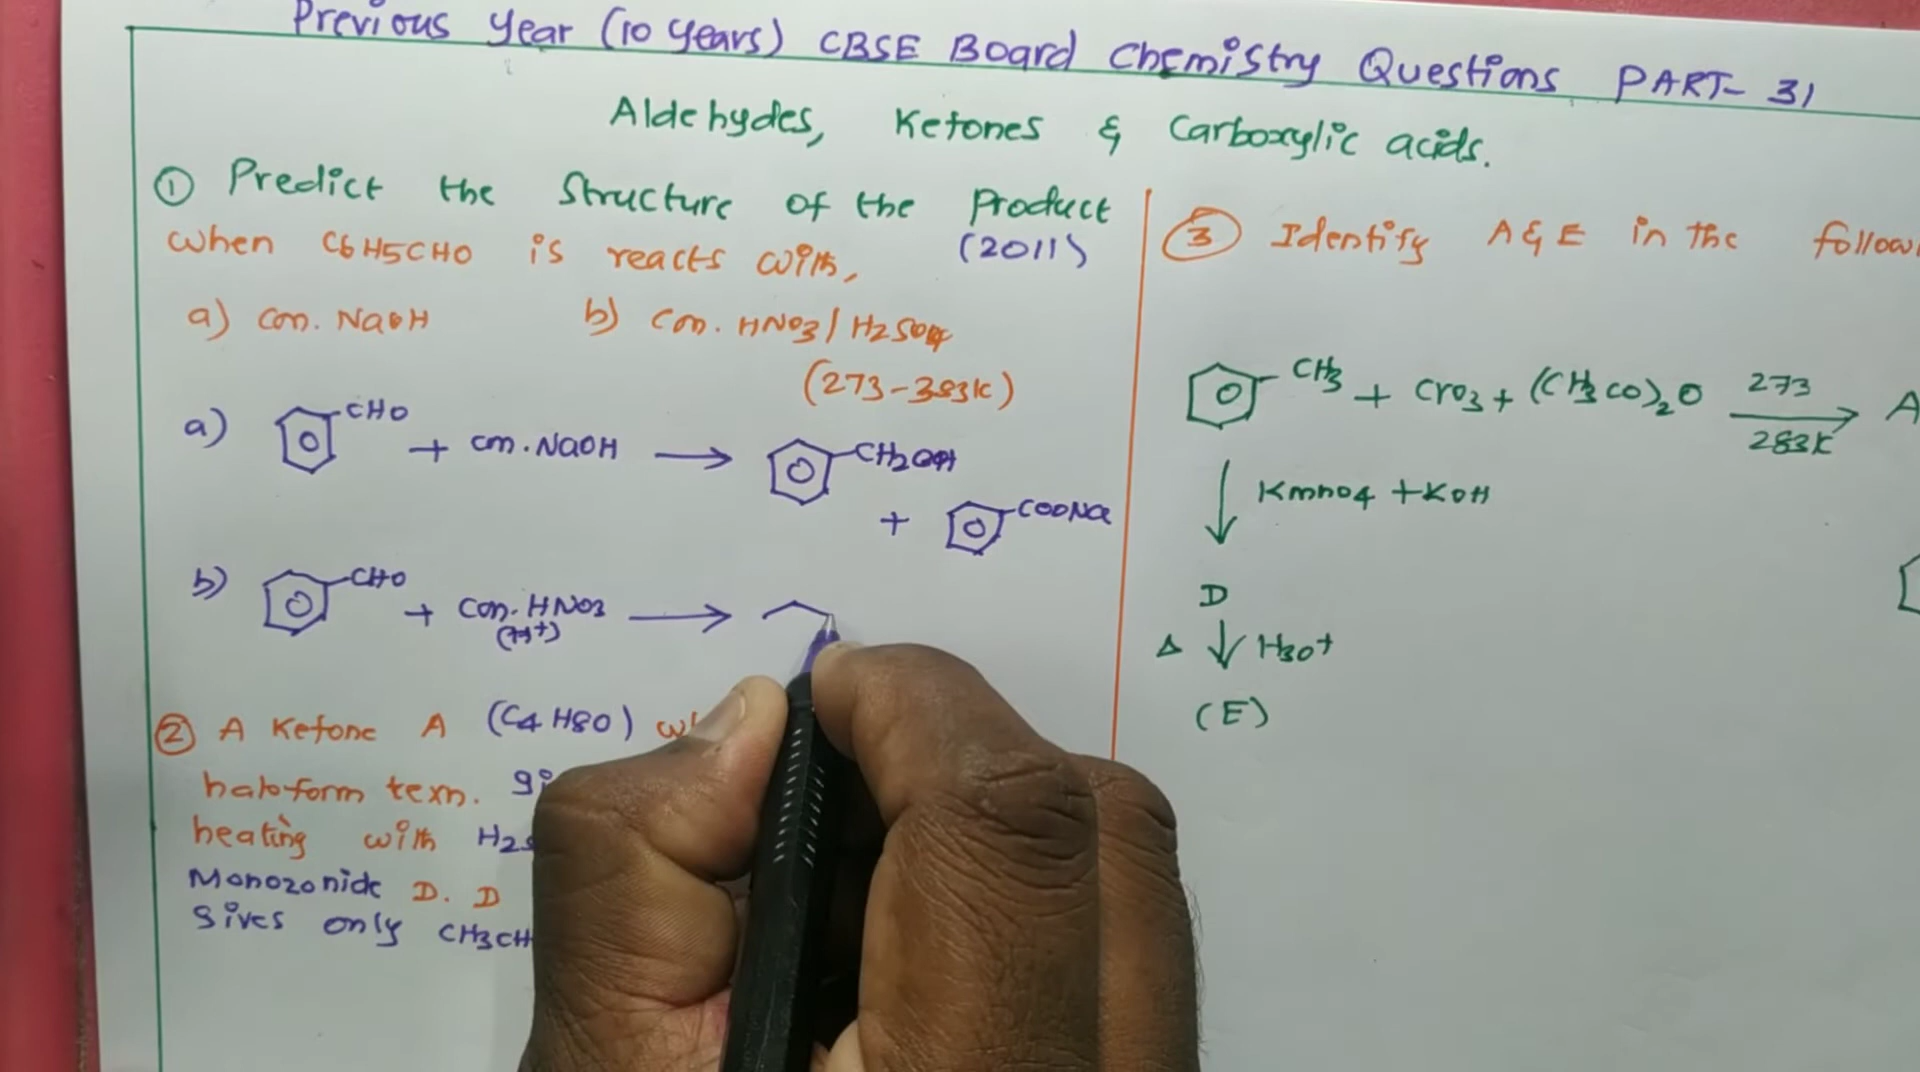 Previous Year (10 Years) CBSE Board Chemistry Questions PART- 31
Aldehydes, Ketones & Carboxylic acids.
① Predict the Structure of the Product
when C6H5CHO is reacts with, (2011)
a) con. NaOH b) Con. HNO3/H2SO4
(273-383K)
a) CHO + con. NaOH → CH2OH
+ COONa
b) CHO + Con. HNO3 →
(H+)
② A Ketone A (C4H8O)
haloform texn.
heating with
Monozonide D. D
gives only
③ Identify A & E in the
CH3 + CrO3 + (CH3CO)2O 273 → A
283K
↓ KMnO4 + KOH
D
Δ ↓ H3O+
(E)